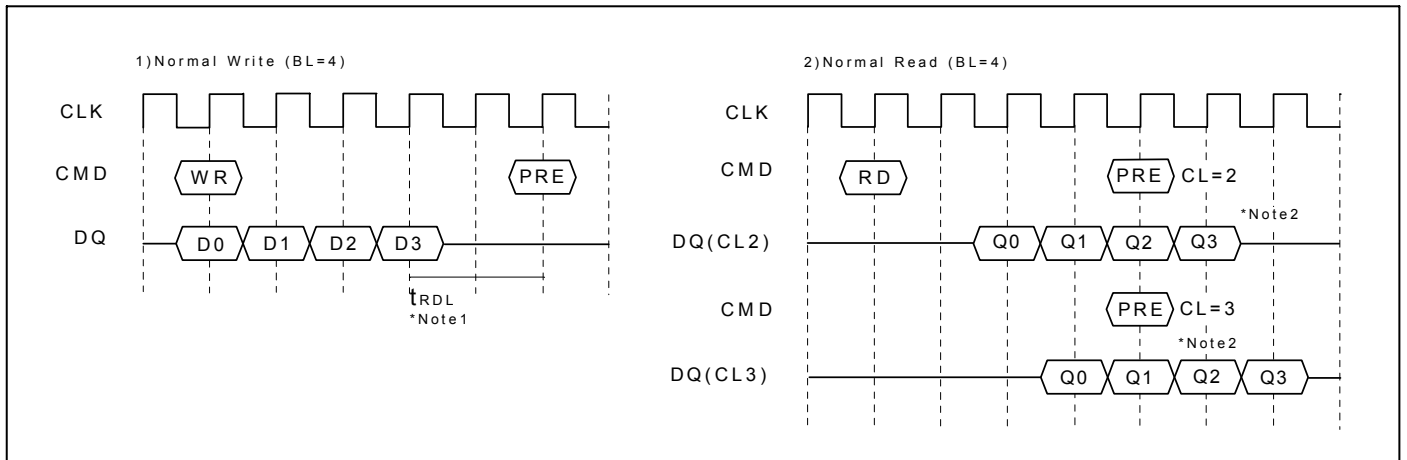 1)Normal Write (BL=4)
CLK
CMD
WR
PRE
DQ
D0 D1 D2 D3
tRDL
*Note1
2)Normal Read (BL=4)
CLK
CMD
RD
PRE CL=2
*Note2
DQ(CL2)
Q0 Q1 Q2 Q3
CMD
PRE CL=3
*Note2
DQ(CL3)
Q0 Q1 Q2 Q3